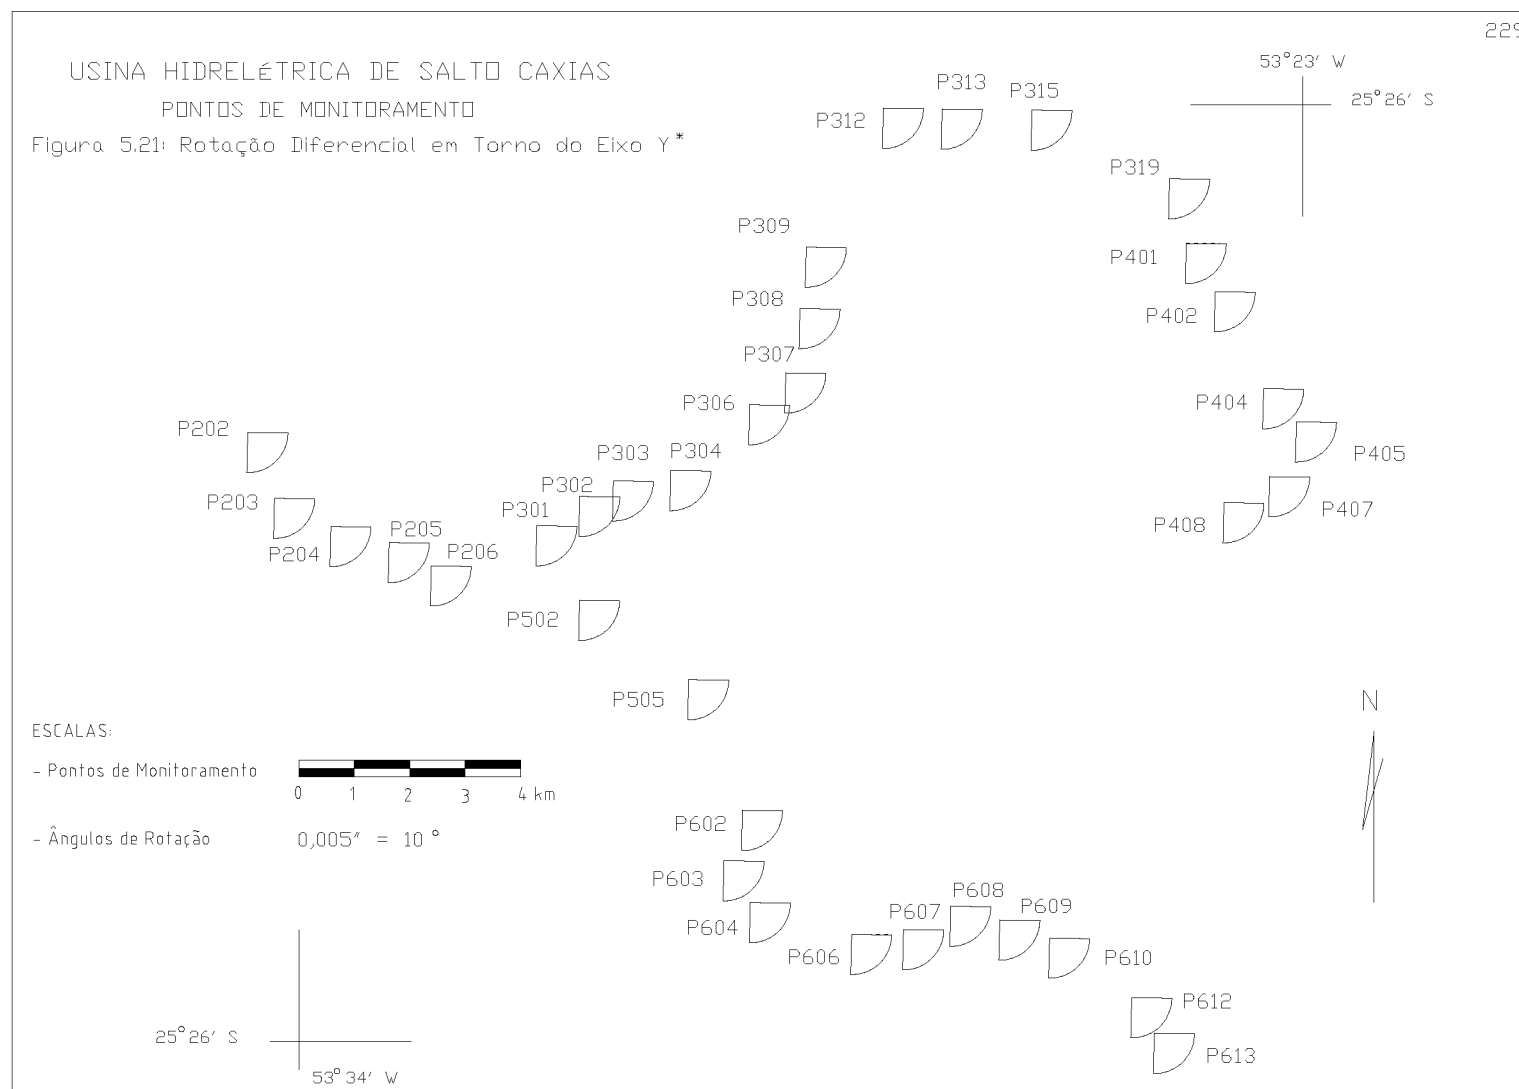 229
USINA HIDRELéTRICA DE SALTO CAXIAS
PONTOS DE MONITORAMENTO
Figura 5.21: Rotação Diferencial em Torno do Eixo Y*
53°23' W
25°26' S
P313
P315
P312
P319
P309
P401
P308
P402
P307
P306
P404
P202
P405
P303
P304
P302
P203
P301
P407
P408
P205
P204
P206
P502
P505
N
ESCALAS:
- Pontos de Monitoramento
0 1 2 3 4 km
- Ângulos de Rotação 0,005" = 10°
P602
P603
P608
P609
P607
P604
P606
P610
P612
P613
25°26' S
53°34' W